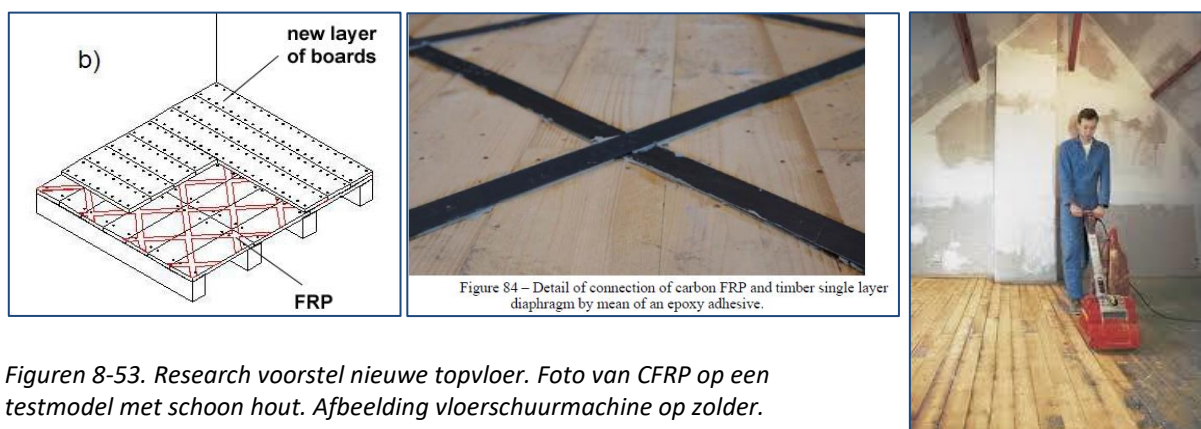 new layer
of boards
b)
FRP
Figure 84 – Detail of connection of carbon FRP and timber single layer
diaphragm by mean of an epoxy adhesive.
Figuren 8-53. Research voorstel nieuwe topvloer. Foto van CFRP op een
testmodel met schoon hout. Afbeelding vloerschuurmachine op zolder.